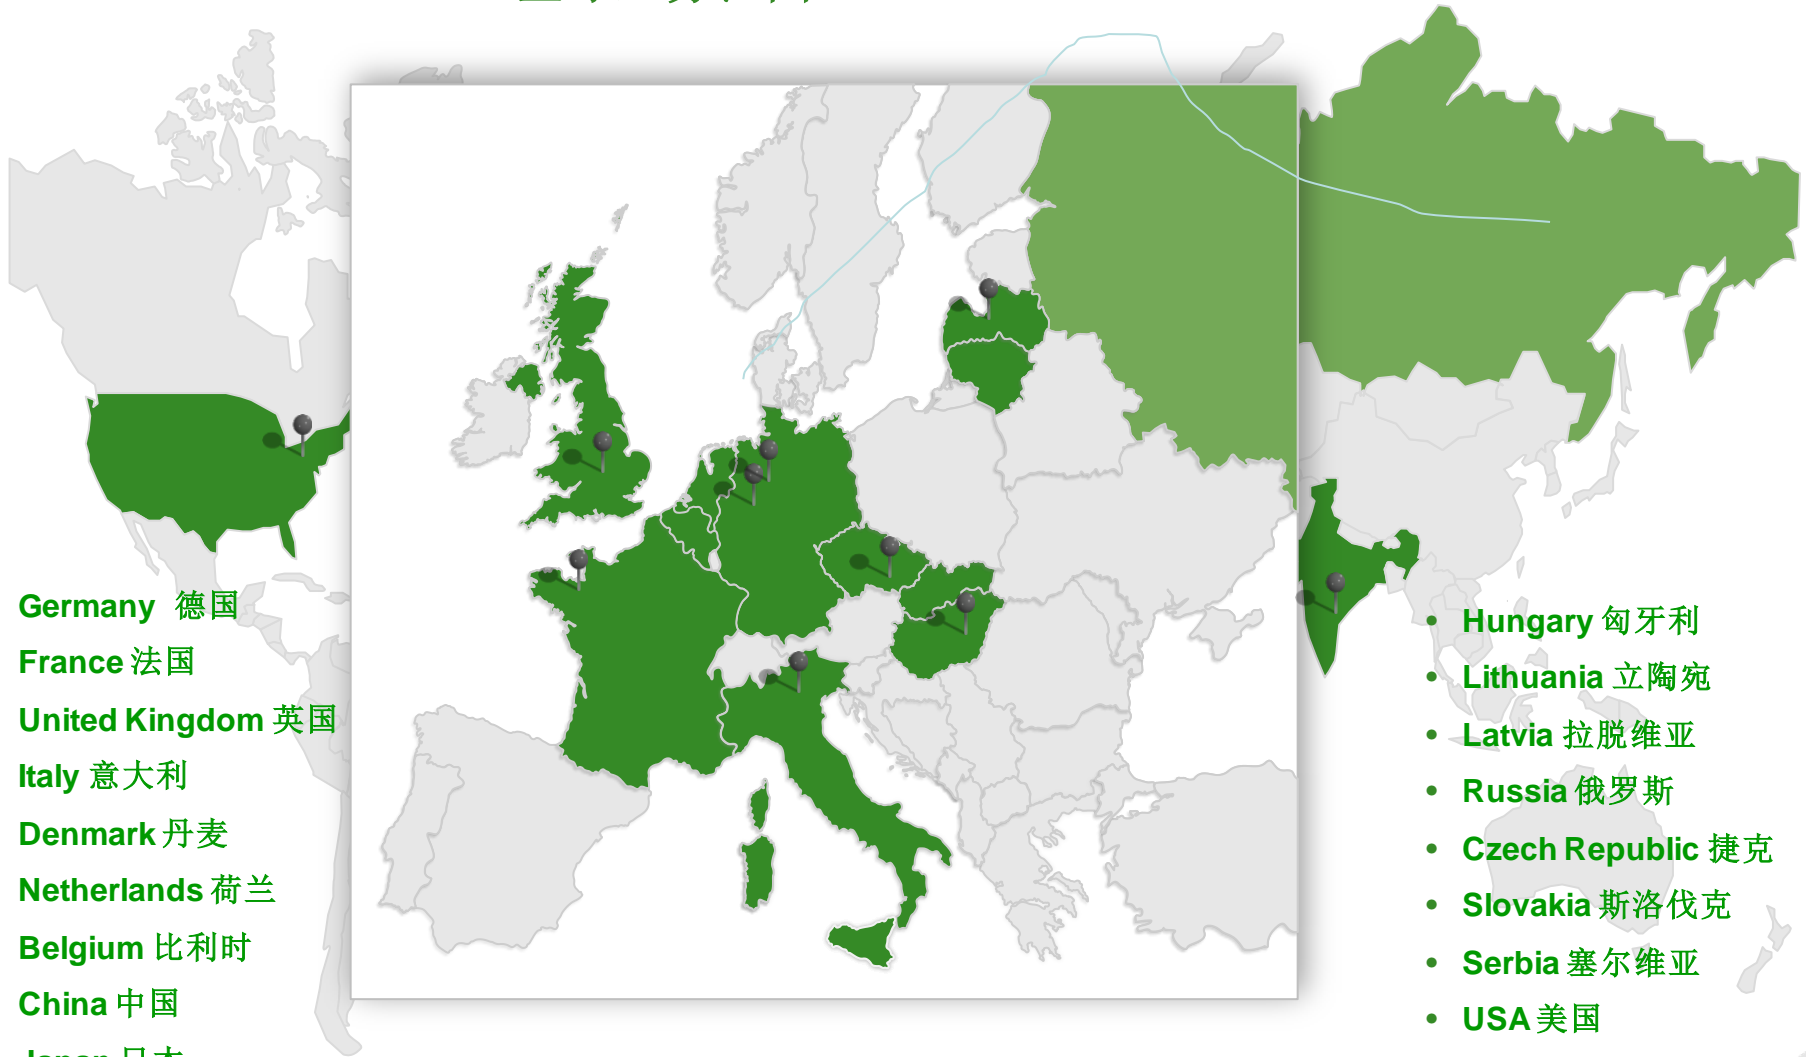 Germany 德国
France 法国
United Kingdom 英国
Italy 意大利
Denmark 丹麦
Netherlands 荷兰
Belgium 比利时
China 中国
Japan 日本
• Hungary 匈牙利
• Lithuania 立陶宛
• Latvia 拉脱维亚
• Russia 俄罗斯
• Czech Republic 捷克
• Slovakia 斯洛伐克
• Serbia 塞尔维亚
• USA 美国